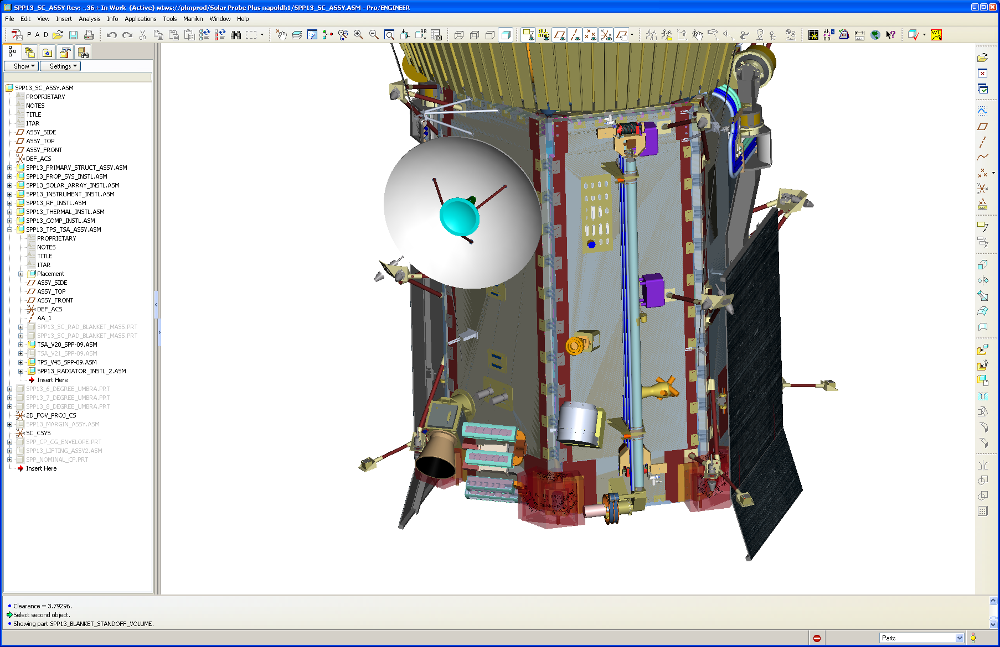 SPP13_SC_ASSY Rev: -.36+ In Work (Active) wtws://plmprod/Solar Probe Plus napoldh1/SPP13_SC_ASSY.ASM - Pro/ENGINEER
File Edit View Insert Analysis Info Applications Tools Manikin Window Help
P A D
Show Settings
SPP13_SC_ASSY.ASM
PROPRIETARY
NOTES
TITLE
ITAR
ASSY_SIDE
ASSY_TOP
ASSY_FRONT
DEF_ACS
SPP13_PRIMARY_STRUCT_ASSY.ASM
SPP13_PROP_SYS_INSTL.ASM
SPP13_SOLAR_ARRAY_INSTL.ASM
SPP13_INSTRUMENT_INSTL.ASM
SPP13_RF_INSTL.ASM
SPP13_THERMAL_INSTL.ASM
SPP13_COMP_INSTL.ASM
SPP13_TPS_TSA_ASSY.ASM
PROPRIETARY
NOTES
TITLE
ITAR
Placement
ASSY_SIDE
ASSY_TOP
ASSY_FRONT
DEF_ACS
AA_1
SPP13_SC_RAD_BLANKET_MASS.PRT
SPP13_SC_RAD_BLANKET_MASS.PRT
TSA_V20_SPP-09.ASM
TSA_V21_SPP-09.ASM
TPS_V45_SPP-09.ASM
SPP13_RADIATOR_INSTL_2.ASM
Insert Here
SPP13_6_DEGREE_UMBRA.PRT
SPP13_7_DEGREE_UMBRA.PRT
SPP13_8_DEGREE_UMBRA.PRT
2D_FOV_PROJ_CS
SPP13_MARGIN_ASSY.ASM
SC_CSYS
SPP_CP_CG_ENVELOPE.PRT
SPP13_LIFTING_ASSY2.ASM
SPP_NOMINAL_CP.PRT
Insert Here
Clearance = 3.79296.
Select second object.
Showing part SPP13_BLANKET_STANDOFF_VOLUME.
Parts